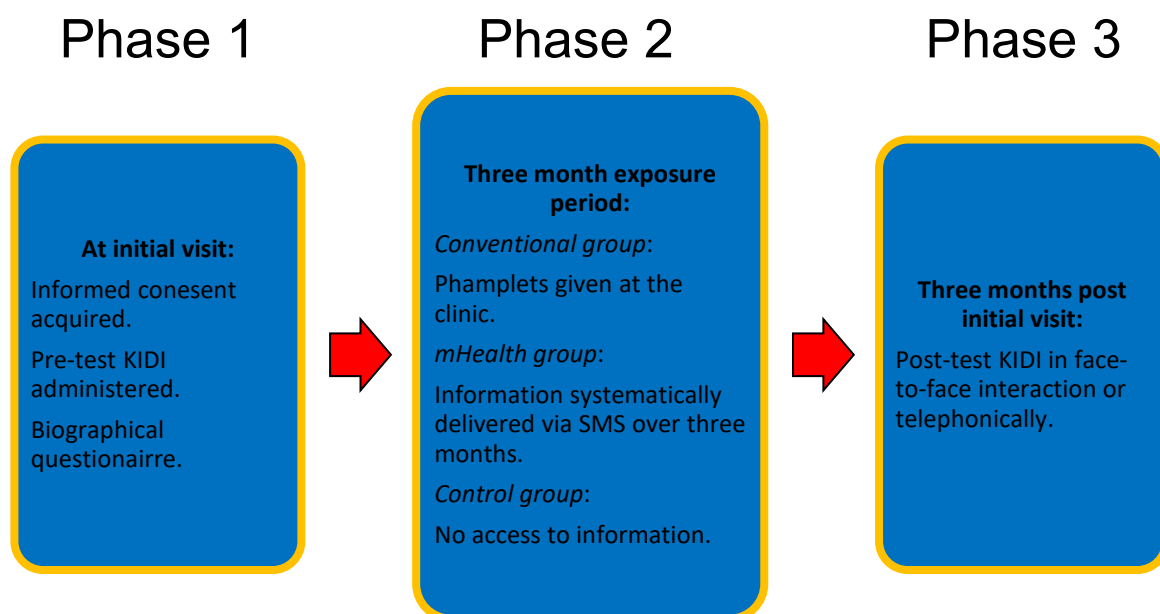 Phase 1
Phase 2
Phase 3
At initial visit:
Informed conesent
acquired.
Pre-test KIDI
administered.
Biographical
questionairre.
Three month exposure
period:
Conventional group:
Phamplets given at the
clinic.
mHealth group:
Information systematically
delivered via SMS over three
months.
Control group:
No access to information.
Three months post
initial visit:
Post-test KIDI in face-
to-face interaction or
telephonically.